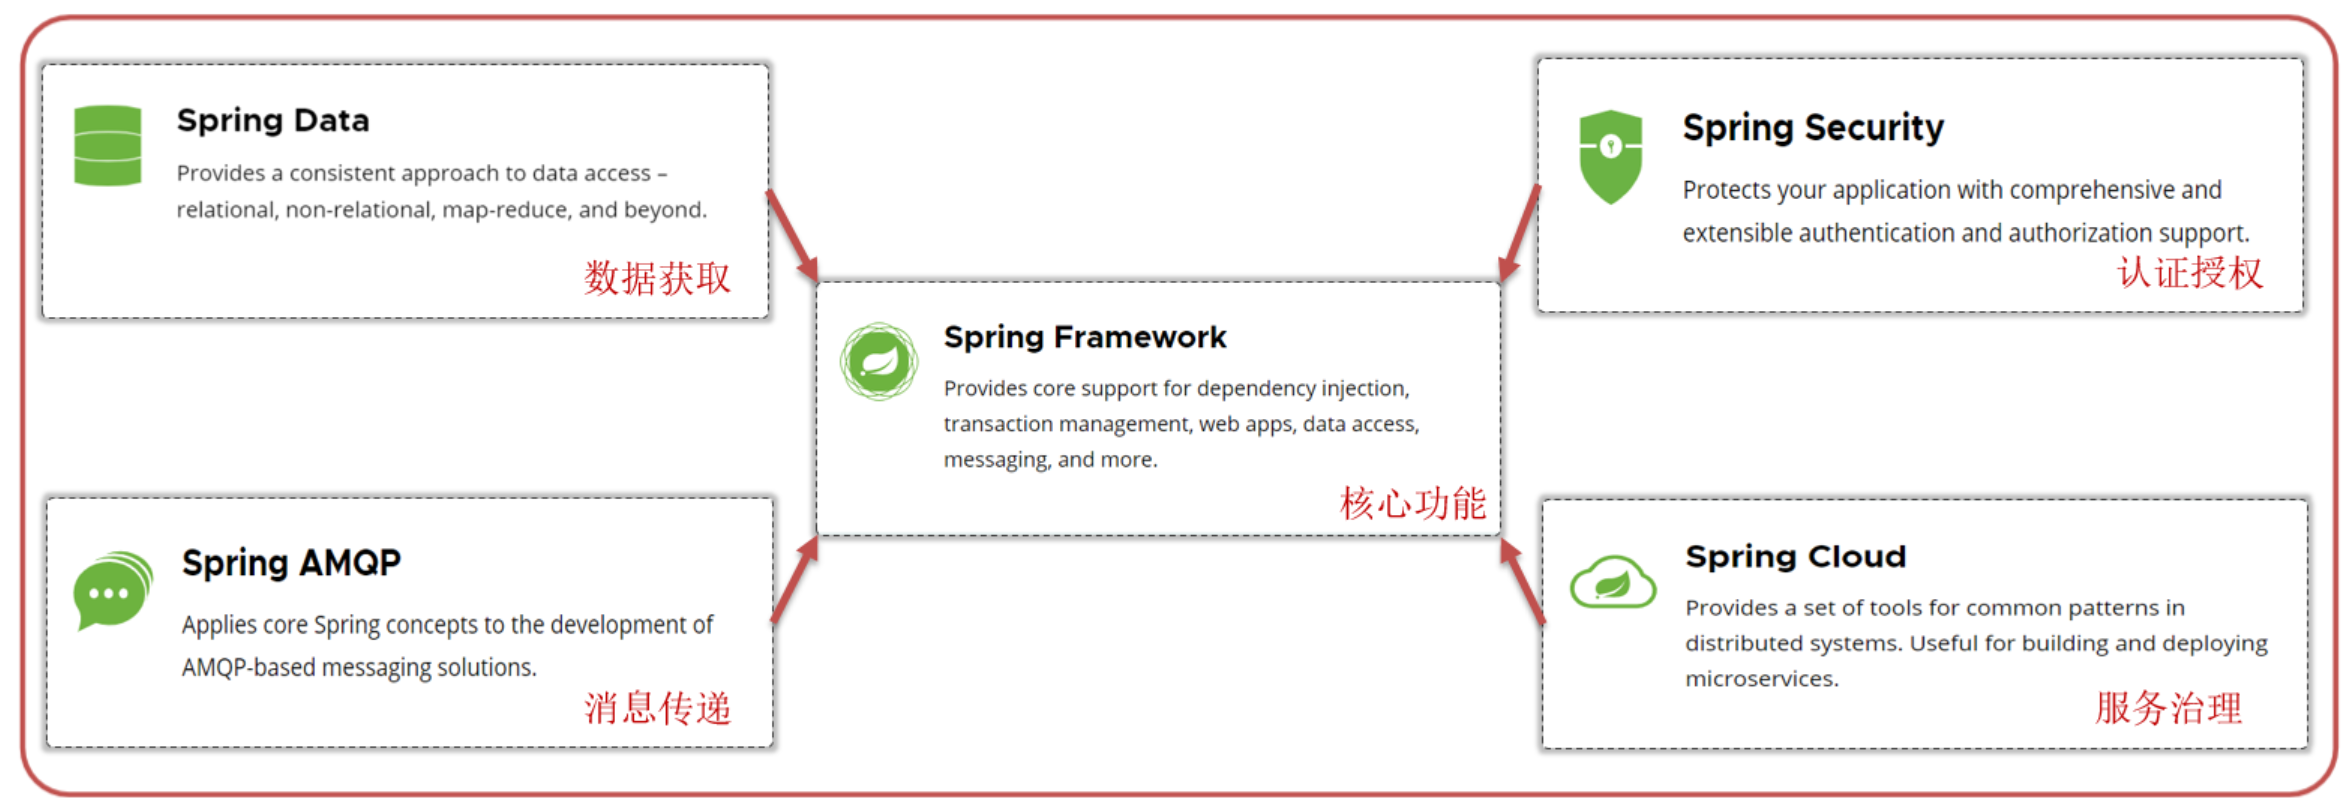 Spring Data
Provides a consistent approach to data access –
relational, non-relational, map-reduce, and beyond.
数据获取
Spring Security
Protects your application with comprehensive and
extensible authentication and authorization support.
认证授权
Spring Framework
Provides core support for dependency injection,
transaction management, web apps, data access,
messaging, and more.
核心功能
Spring AMQP
Applies core Spring concepts to the development of
AMQP-based messaging solutions.
消息传递
Spring Cloud
Provides a set of tools for common patterns in
distributed systems. Useful for building and deploying
microservices.
服务治理